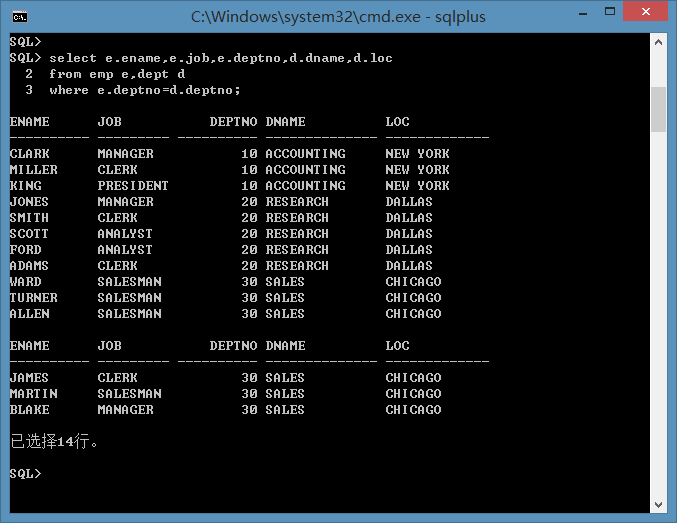 C:\Windows\system32\cmd.exe - sqlplus
SQL>
SQL> select e.ename,e.job,e.deptno,d.dname,d.loc
  2  from emp e,dept d
  3  where e.deptno=d.deptno;
ENAME      JOB           DEPTNO DNAME          LOC
---------- --------- ---------- -------------- -------------
CLARK      MANAGER           10 ACCOUNTING     NEW YORK
MILLER     CLERK             10 ACCOUNTING     NEW YORK
KING       PRESIDENT         10 ACCOUNTING     NEW YORK
JONES      MANAGER           20 RESEARCH       DALLAS
SMITH      CLERK             20 RESEARCH       DALLAS
SCOTT      ANALYST           20 RESEARCH       DALLAS
FORD       ANALYST           20 RESEARCH       DALLAS
ADAMS      CLERK             20 RESEARCH       DALLAS
WARD       SALESMAN          30 SALES          CHICAGO
TURNER     SALESMAN          30 SALES          CHICAGO
ALLEN      SALESMAN          30 SALES          CHICAGO
ENAME      JOB           DEPTNO DNAME          LOC
---------- --------- ---------- -------------- -------------
JAMES      CLERK             30 SALES          CHICAGO
MARTIN     SALESMAN          30 SALES          CHICAGO
BLAKE      MANAGER           30 SALES          CHICAGO
已选择14行。
SQL>